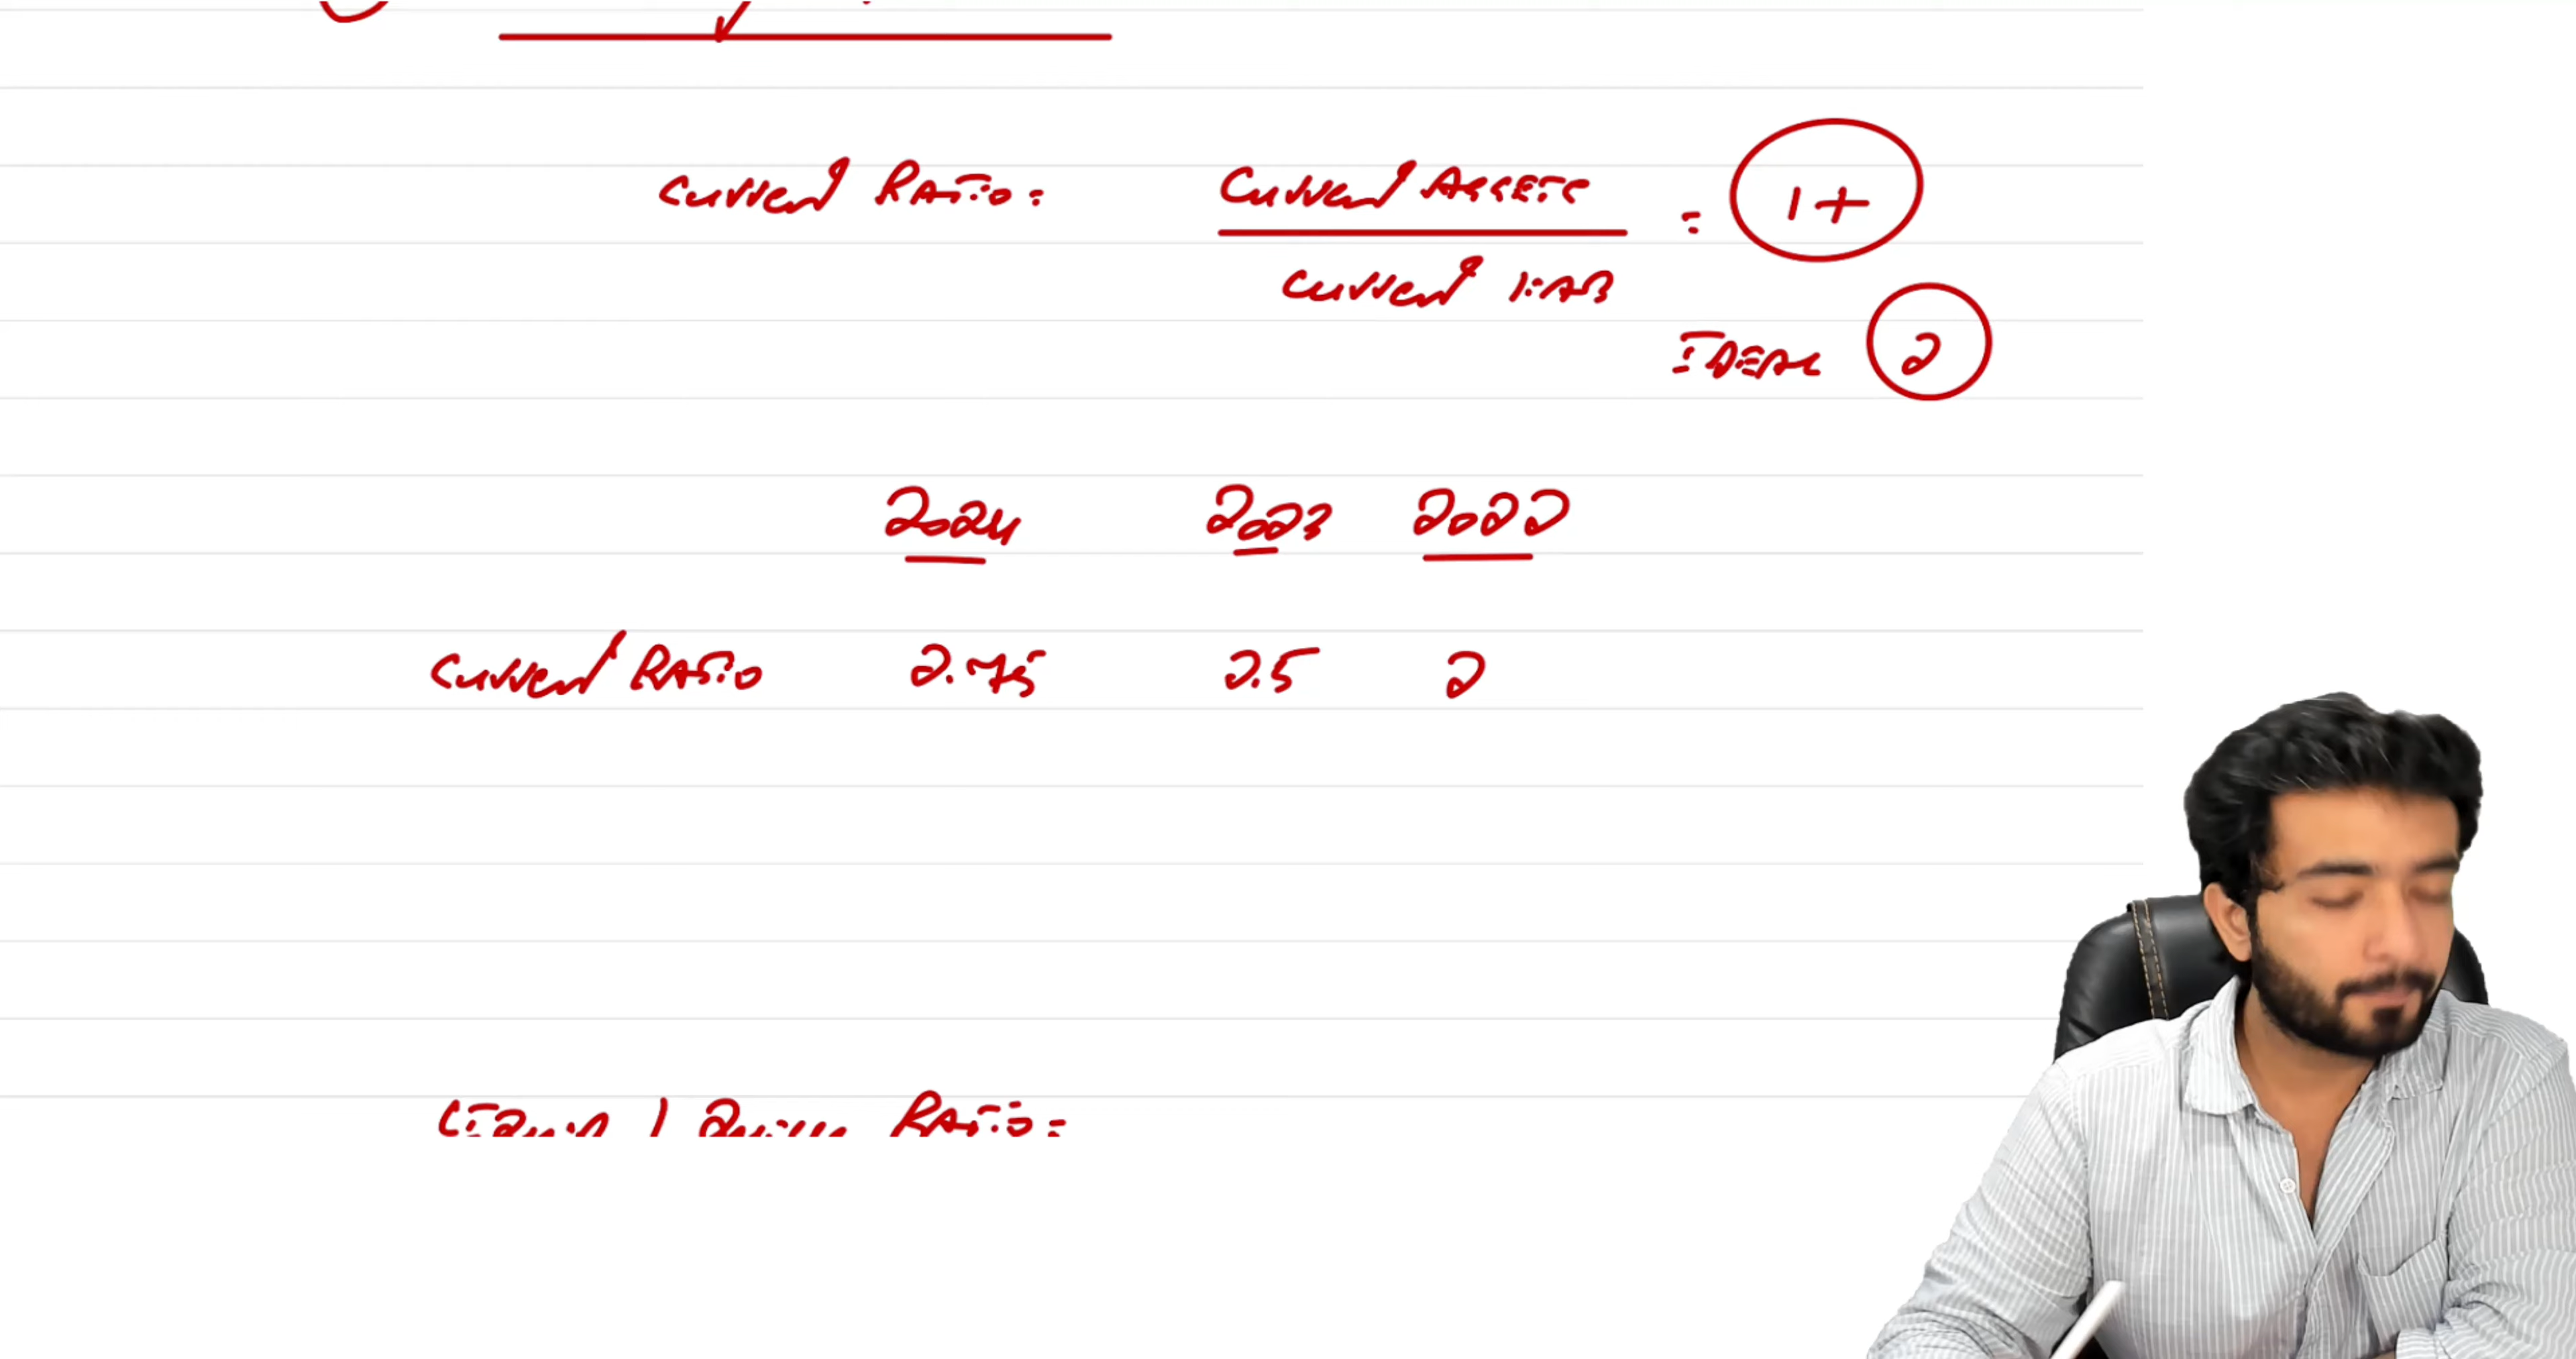 Current Ratio = Current Assets = 1+
Current Liab
Ideal 2
2024 2023 2022
Current Ratio 2.75 2.5 2
Ratio =